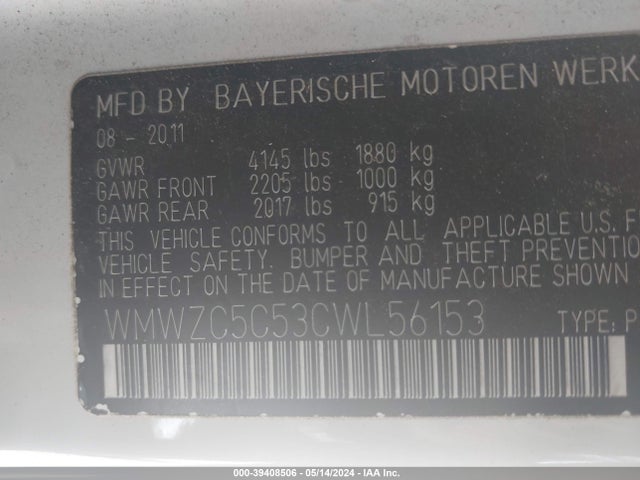 MFD BY BAYERISCHE MOTOREN WERK
08 - 2011
GVWR 4145 lbs 1880 kg
GAWR FRONT 2205 lbs 1000 kg
GAWR REAR 2017 lbs 915 kg
THIS VEHICLE CONFORMS TO ALL APPLICABLE U.S. F
VEHICLE SAFETY, BUMPER AND THEFT PREVENTION
IN EFFECT ON THE DATE OF MANUFACTURE SHOWN
WMWZC5C53CWL56153 TYPE: P
000-39408506 - 05/14/2024 - IAA Inc.